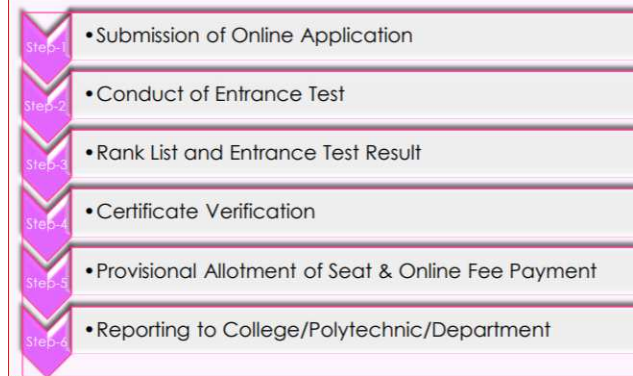 Step-1 • Submission of Online Application
Step-2 • Conduct of Entrance Test
Step-3 • Rank List and Entrance Test Result
Step-4 • Certificate Verification
Step-5 • Provisional Allotment of Seat & Online Fee Payment
Step-6 • Reporting to College/Polytechnic/Department